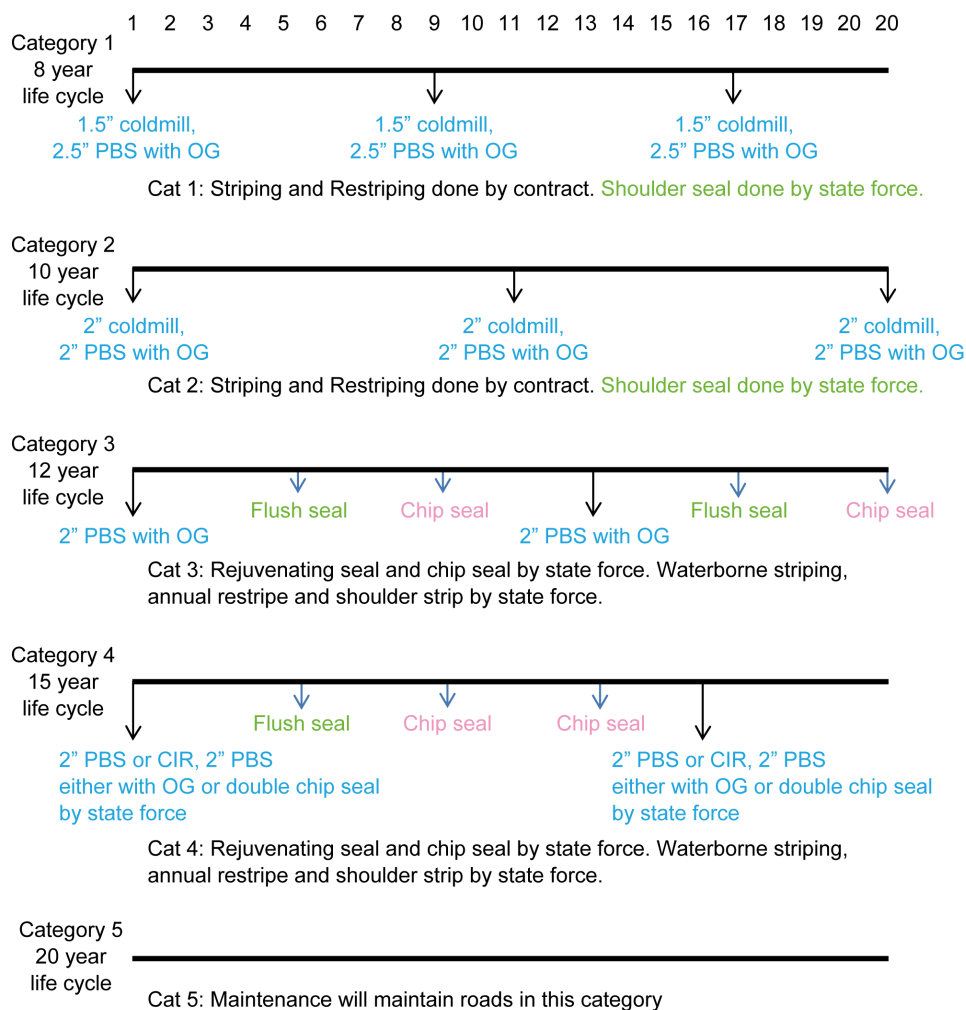 1 2 3 4 5 6 7 8 9 10 11 12 13 14 15 15 17 18 20 20
Category 1
8 year
life cycle
1.5” coldmill,
2.5” PBS with OG
1.5” coldmill,
2.5” PBS with OG
1.5” coldmill,
2.5” PBS with OG
Cat 1: Striping and Restriping done by contract. Shoulder seal done by state force.
Category 2
10 year
life cycle
2” coldmill,
2” PBS with OG
2” coldmill,
2” PBS with OG
2” coldmill,
2” PBS with OG
Cat 2: Striping and Restriping done by contract. Shoulder seal done by state force.
Category 3
12 year
life cycle
Flush seal
Chip seal
Flush seal
Chip seal
2” PBS with OG
2” PBS with OG
Cat 3: Rejuvenating seal and chip seal by state force. Waterborne striping,
annual restripe and shoulder strip by state force.
Category 4
15 year
life cycle
Flush seal
Chip seal
Chip seal
2” PBS or CIR, 2” PBS
either with OG or double chip seal
by state force
2” PBS or CIR, 2” PBS
either with OG or double chip seal
by state force
Cat 4: Rejuvenating seal and chip seal by state force. Waterborne striping,
annual restripe and shoulder strip by state force.
Category 5
20 year
life cycle
Cat 5: Maintenance will maintain roads in this category